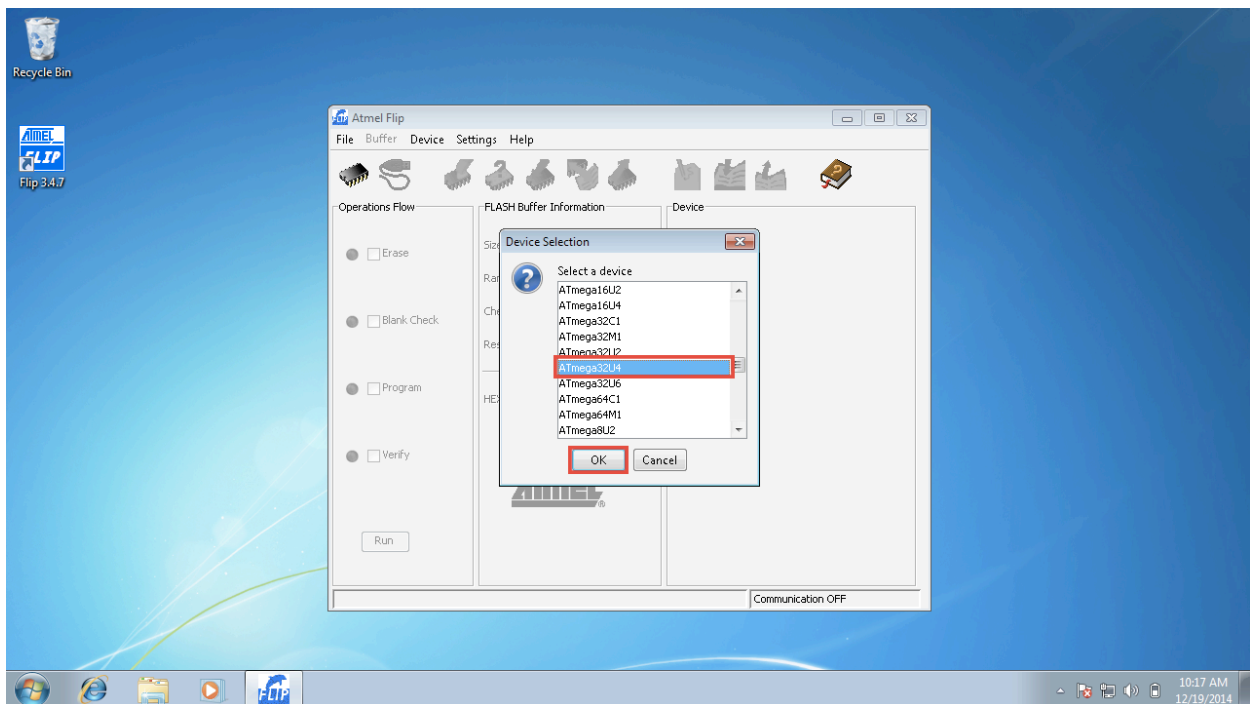 Recycle Bin
ATMEL
FLIP
Flip 3.4.7
Atmel Flip
File Buffer Device Settings Help
Operations Flow
FLASH Buffer Information
Device
Erase
Blank Check
Program
Verify
Run
Device Selection
Select a device
ATmega16U2
ATmega16U4
ATmega32C1
ATmega32M1
ATmega32U2
ATmega32U4
ATmega32U6
ATmega64C1
ATmega64M1
ATmega8U2
OK Cancel
ATMEL
Communication OFF
FLIP
10:17 AM
12/19/2014